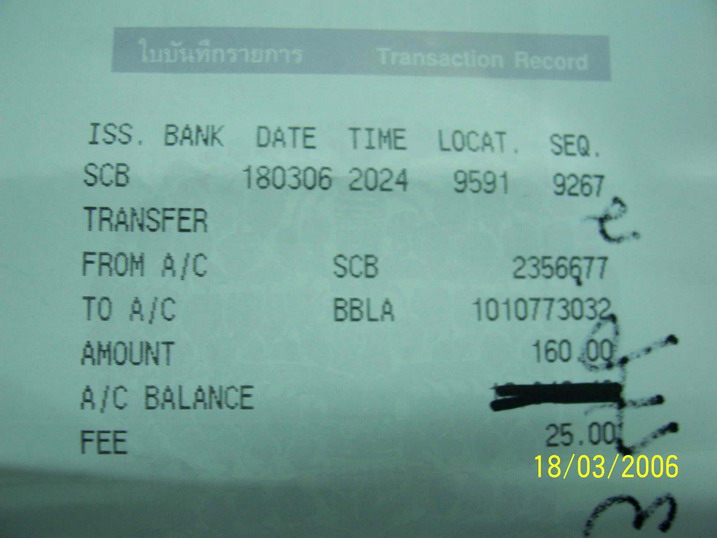 ใบบันทึกรายการ Transaction Record
ISS. BANK DATE TIME LOCAT. SEQ.
SCB 180306 2024 9591 9267
TRANSFER
FROM A/C SCB 2356677
TO A/C BBLA 1010773032
AMOUNT 160.00
A/C BALANCE
FEE 25.00
18/03/2006